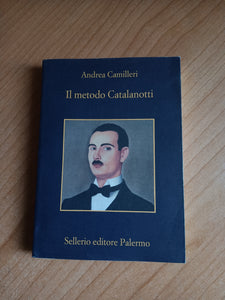 Andrea Camilleri
Il metodo Catalanotti
Sellerio editore Palermo